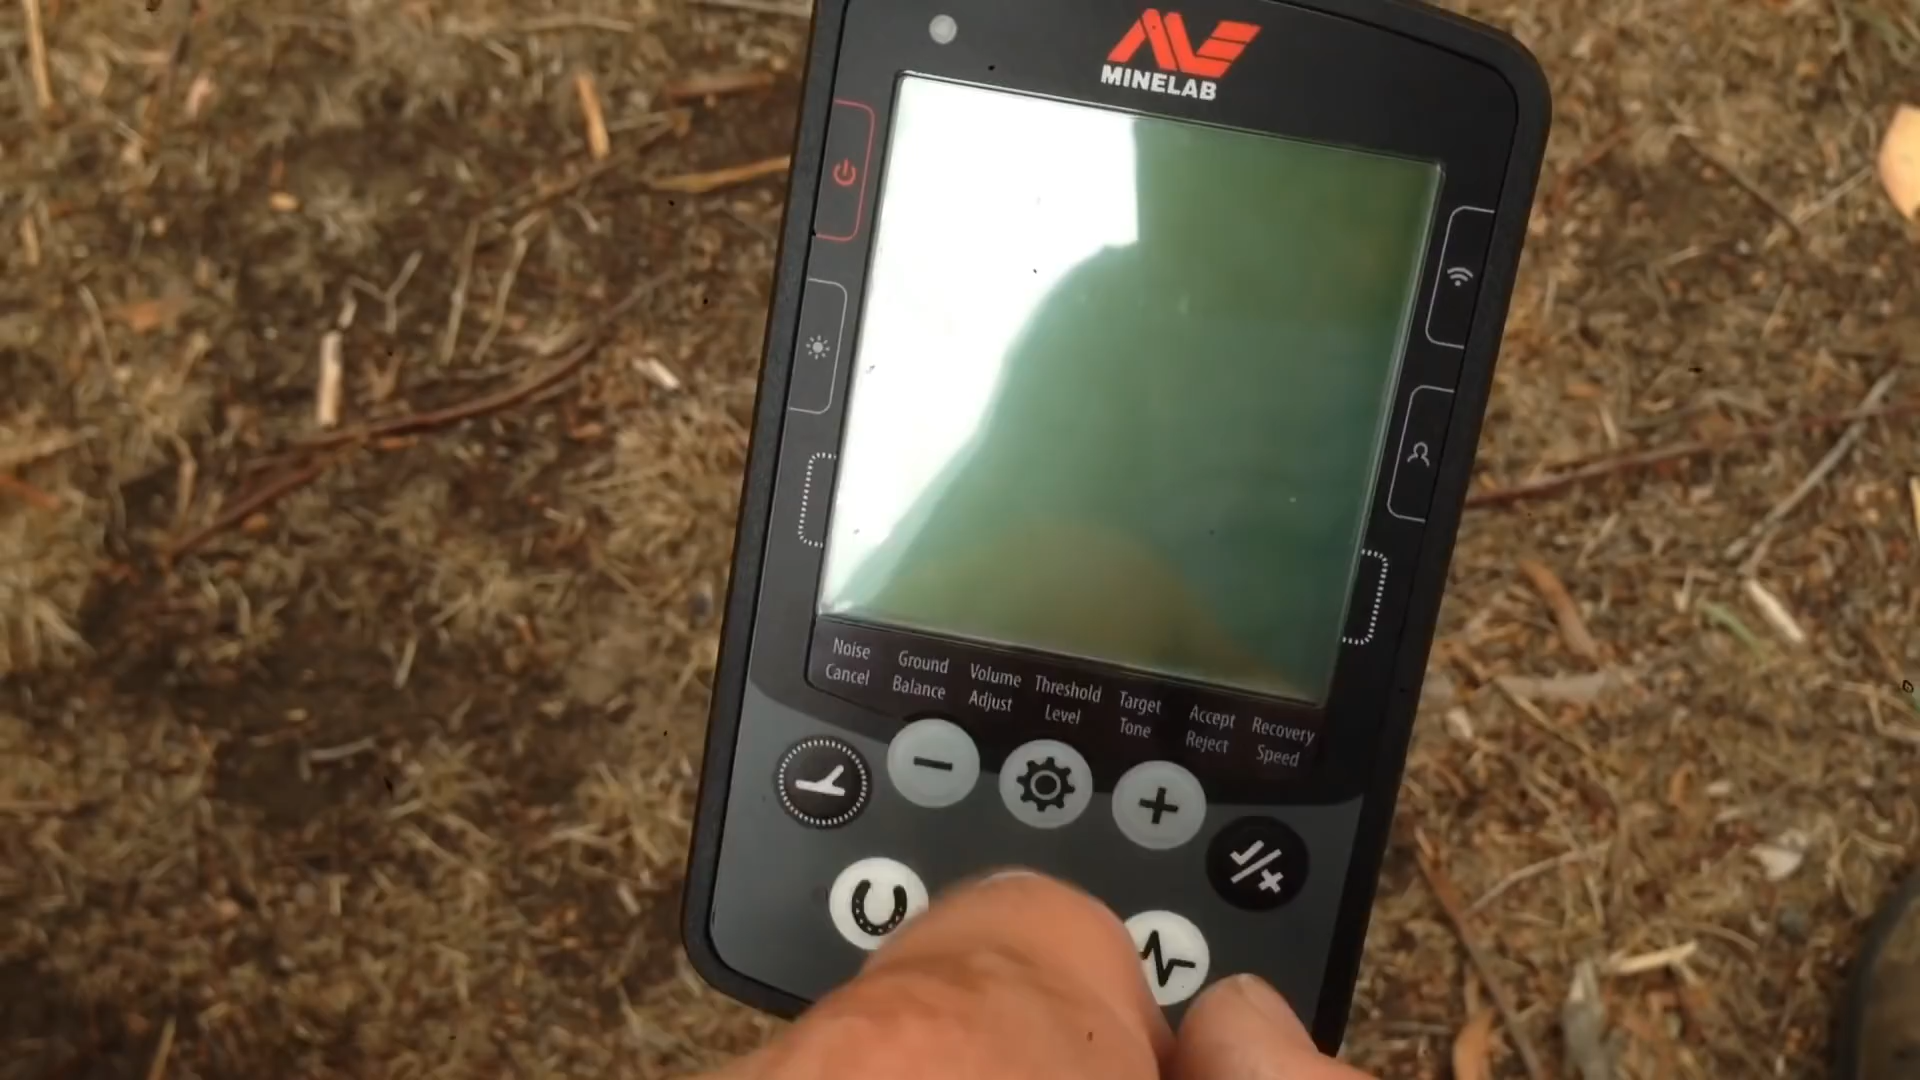 MINELAB
Noise
Cancel
Ground
Balance
Volume
Adjust
Threshold
Level
Target
Tone
Accept
Reject
Recovery
Speed